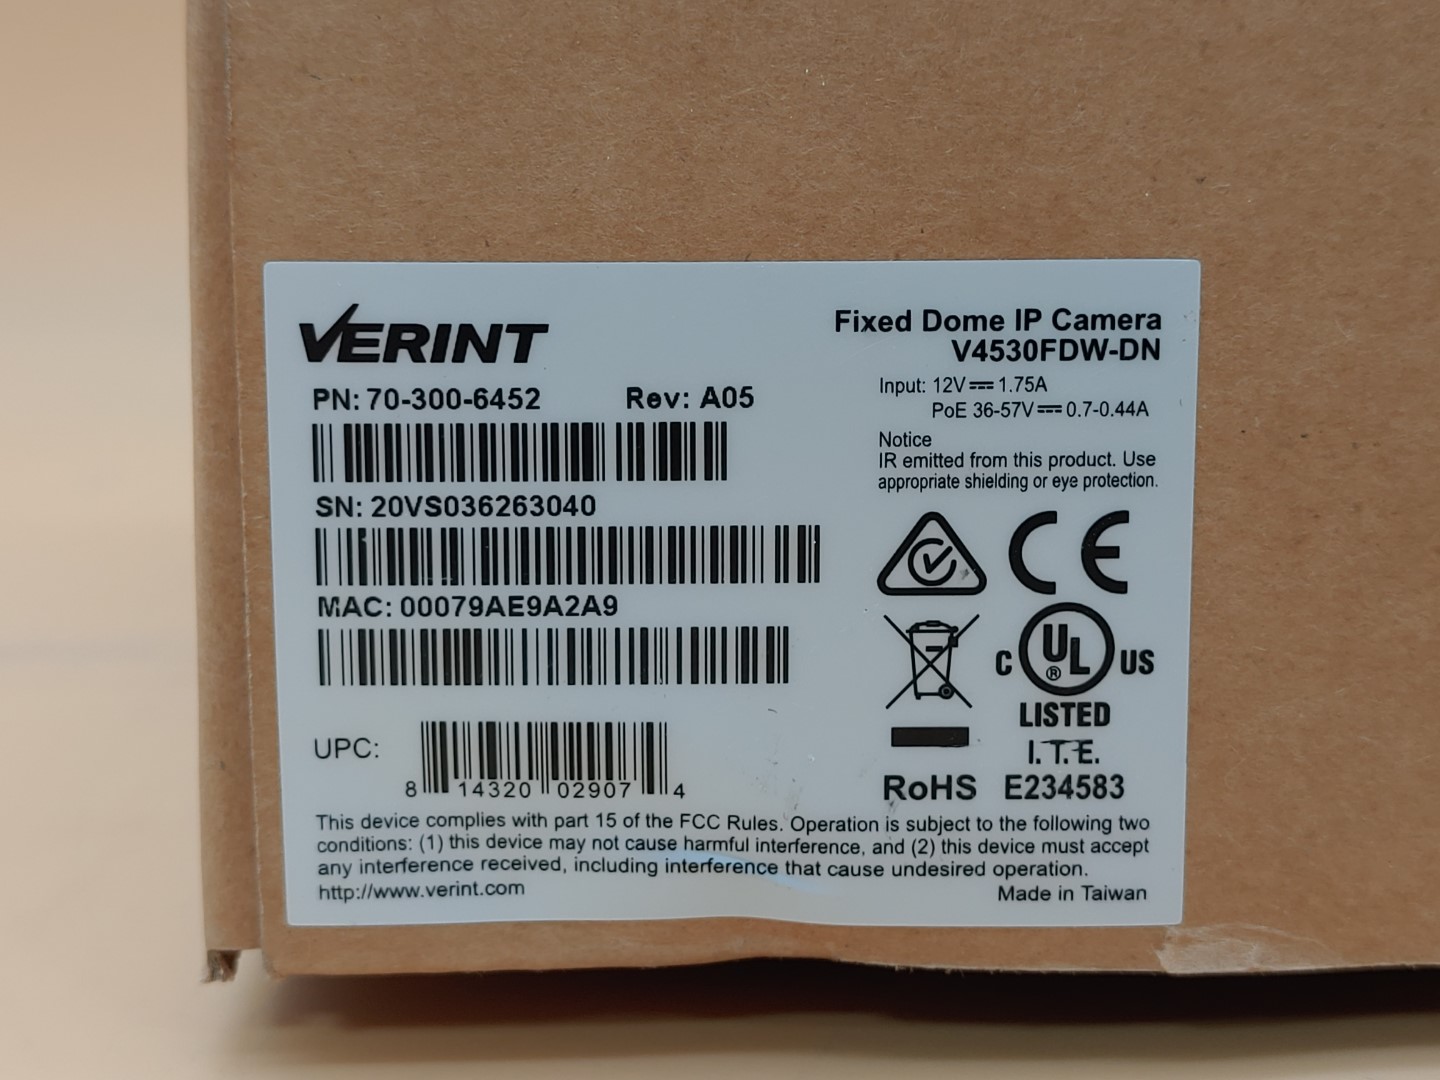 VERINT
PN: 70-300-6452 Rev: A05
SN: 20VS036263040
MAC: 00079AE9A2A9
UPC:
8 14320 02907 4
Fixed Dome IP Camera
V4530FDW-DN
Input: 12V⎓1.75A
PoE 36-57V⎓0.7-0.44A
Notice
IR emitted from this product. Use
appropriate shielding or eye protection.
CE
C UL® US
LISTED
I.T.E.
RoHS E234583
This device complies with part 15 of the FCC Rules. Operation is subject to the following two
conditions: (1) this device may not cause harmful interference, and (2) this device must accept
any interference received, including interference that cause undesired operation.
http://www.verint.com Made in Taiwan